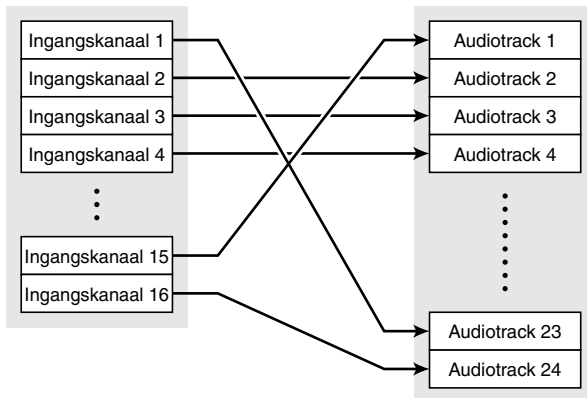 Ingangskanaal 1
Ingangskanaal 2
Ingangskanaal 3
Ingangskanaal 4
Ingangskanaal 15
Ingangskanaal 16
Audiotrack 1
Audiotrack 2
Audiotrack 3
Audiotrack 4
Audiotrack 23
Audiotrack 24